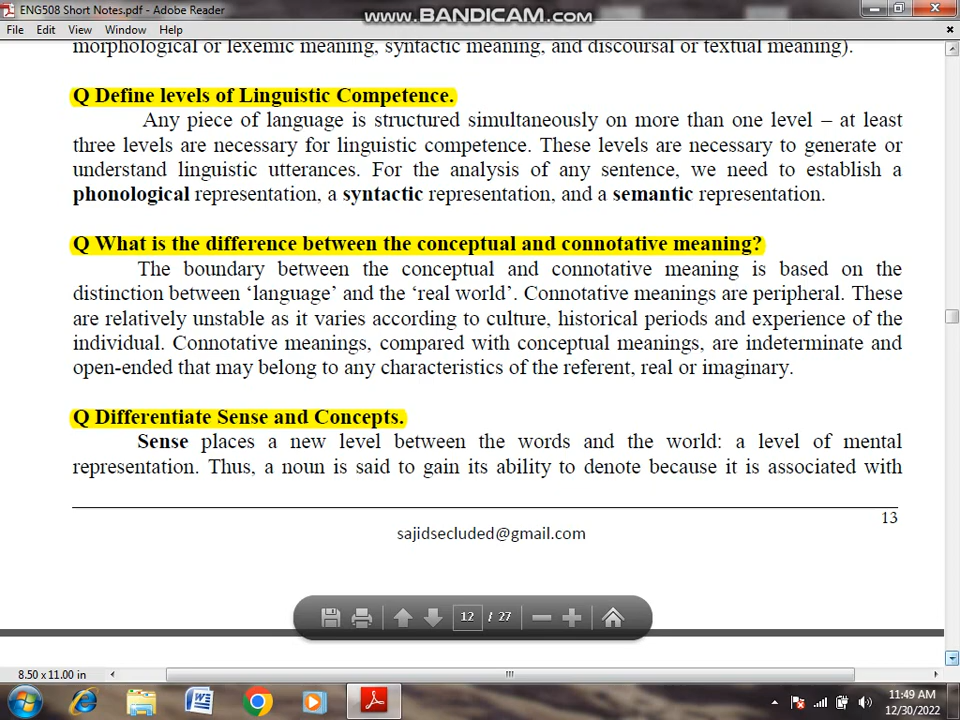 ENG508 Short Notes.pdf - Adobe Reader
WWW.BANDICAM.COM
File Edit View Window Help
morphological or lexemic meaning, syntactic meaning, and discoursal or textual meaning).
Q Define levels of Linguistic Competence.
Any piece of language is structured simultaneously on more than one level – at least
three levels are necessary for linguistic competence. These levels are necessary to generate or
understand linguistic utterances. For the analysis of any sentence, we need to establish a
phonological representation, a syntactic representation, and a semantic representation.
Q What is the difference between the conceptual and connotative meaning?
The boundary between the conceptual and connotative meaning is based on the
distinction between ‘language’ and the ‘real world’. Connotative meanings are peripheral. These
are relatively unstable as it varies according to culture, historical periods and experience of the
individual. Connotative meanings, compared with conceptual meanings, are indeterminate and
open-ended that may belong to any characteristics of the referent, real or imaginary.
Q Differentiate Sense and Concepts.
Sense places a new level between the words and the world: a level of mental
representation. Thus, a noun is said to gain its ability to denote because it is associated with
13
sajidsecluded@gmail.com
12 / 27
8.50 x 11.00 in
11:49 AM
12/30/2022